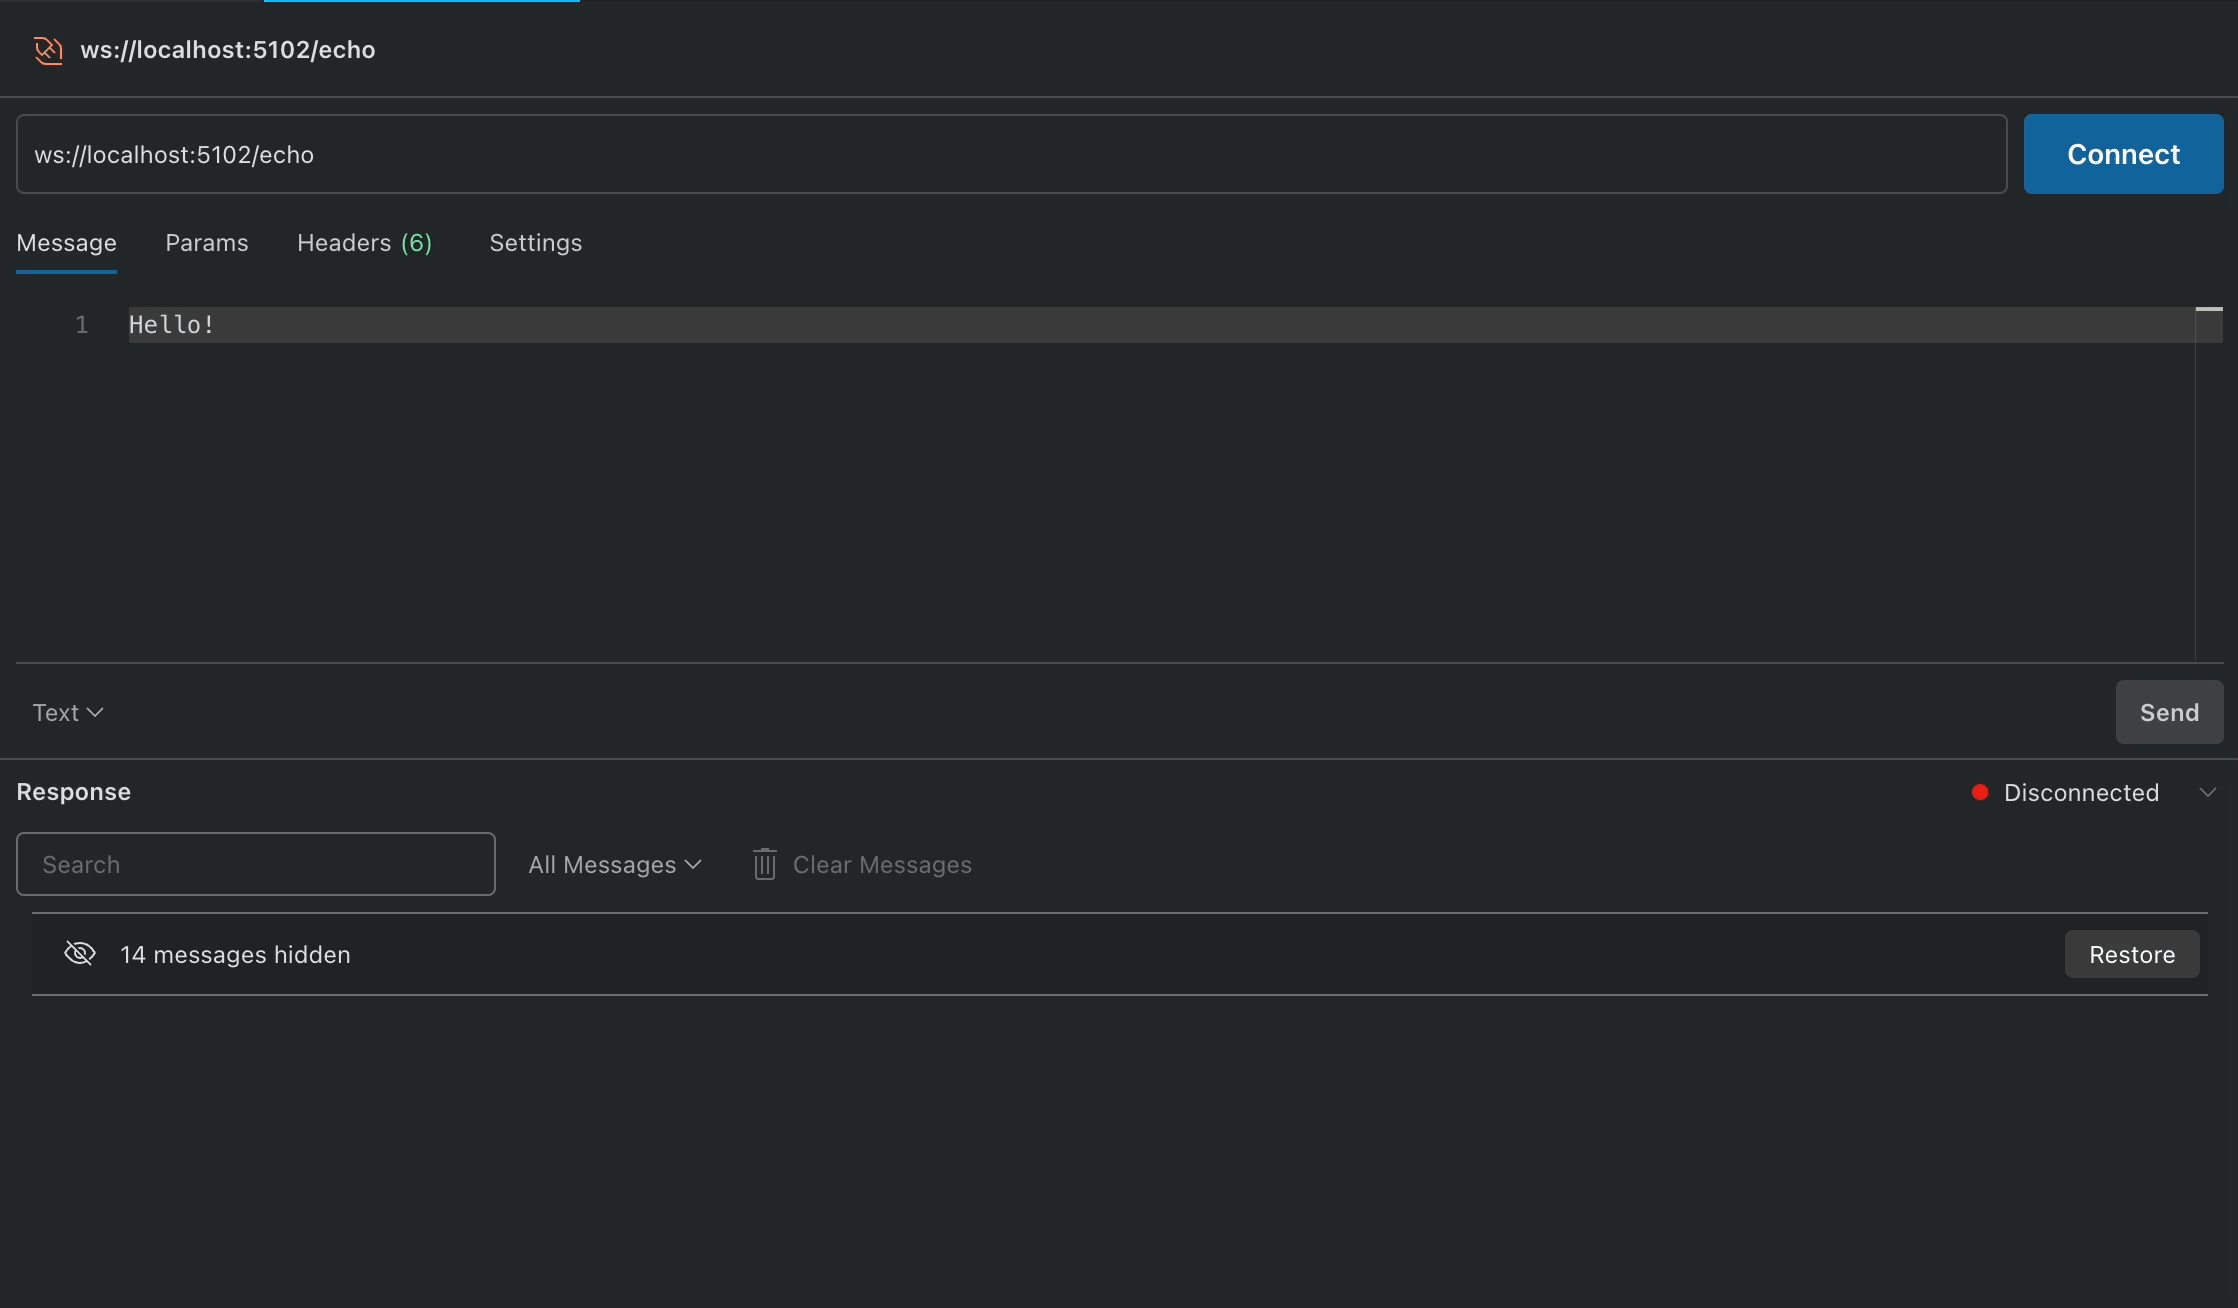 ws://localhost:5102/echo
ws://localhost:5102/echo
Connect
Message Params Headers (6) Settings
1 Hello!
Text
Send
Response
Disconnected
Search
All Messages
Clear Messages
14 messages hidden
Restore